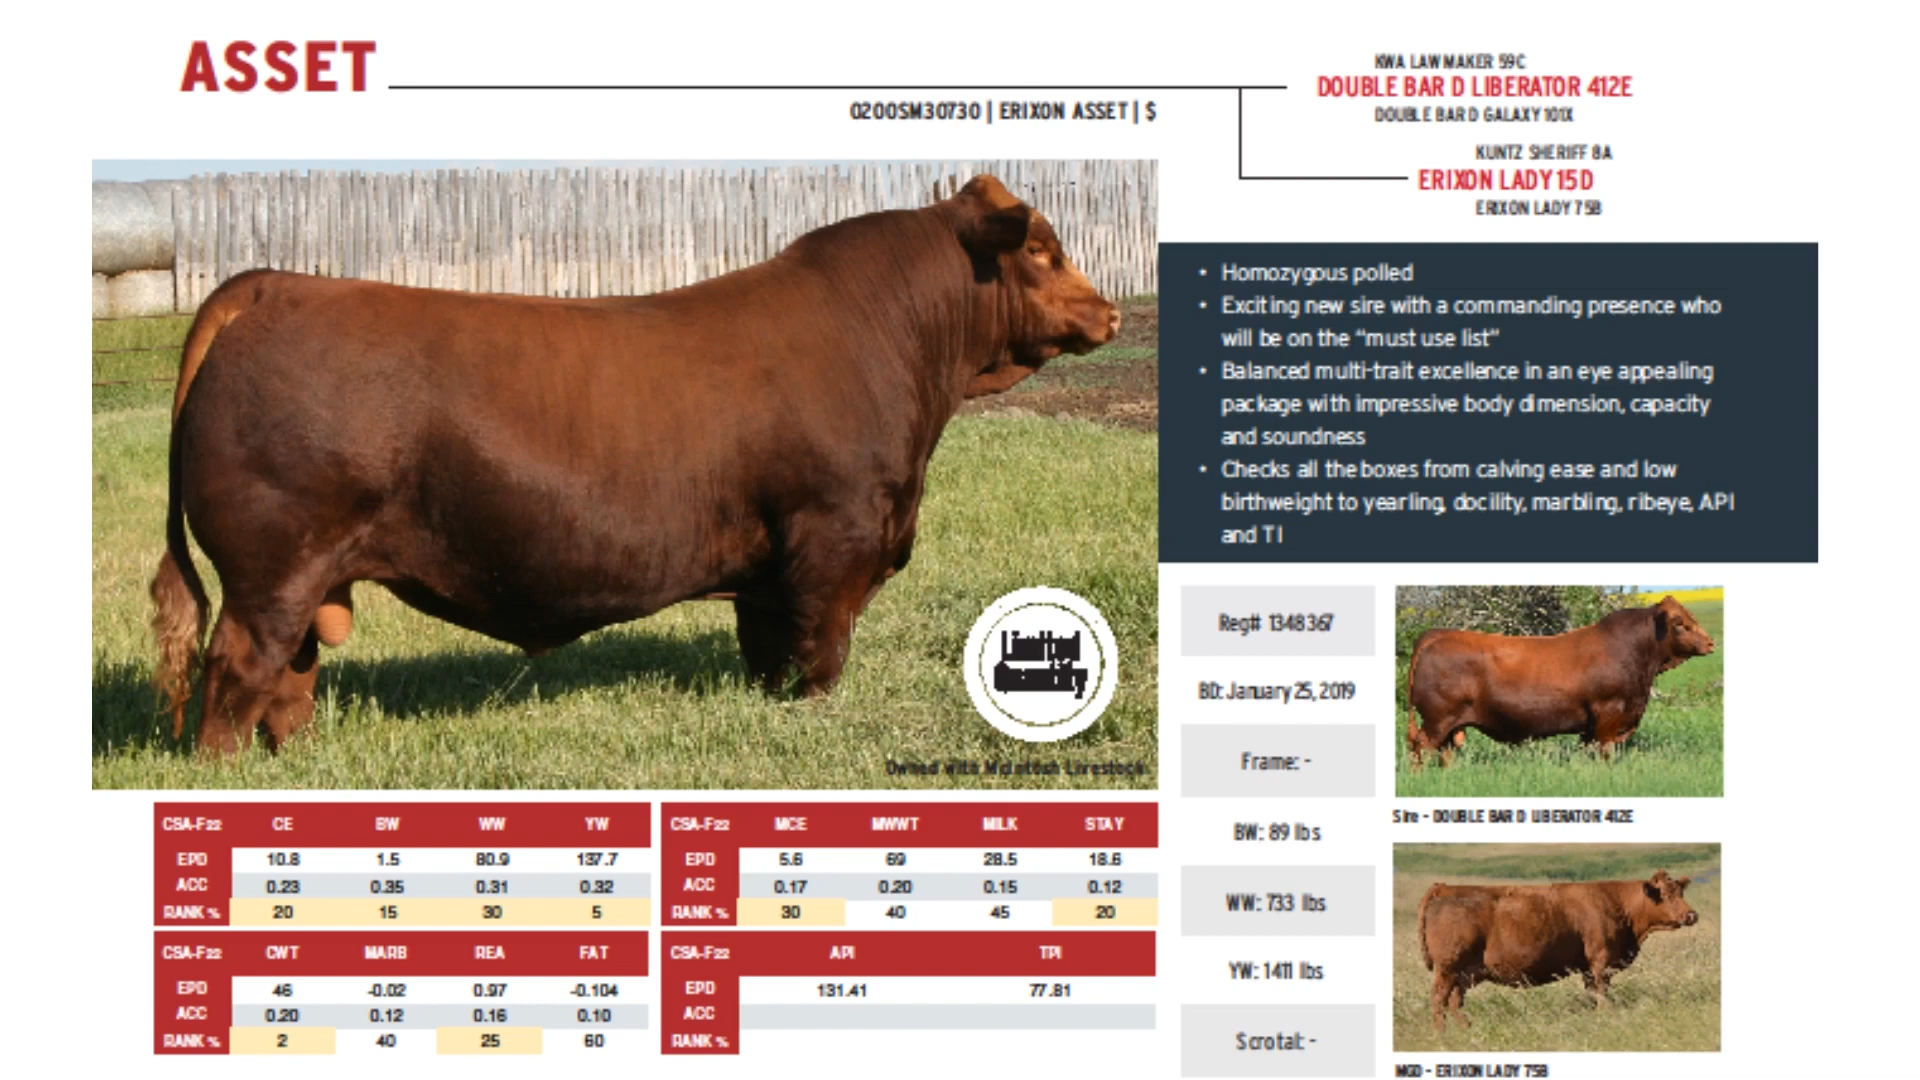 ASSET
0200SM30730 | ERIXON ASSET | $
KWA LAWMAKER 59C
DOUBLE BAR D LIBERATOR 412E
DOUBLE BAR D GALAXY 101X
KUNTZ SHERIFF 8A
ERIXON LADY 15D
ERIXON LADY 75B
• Homozygous polled
• Exciting new sire with a commanding presence who
will be on the “must use list”
• Balanced multi-trait excellence in an eye appealing
package with impressive body dimension, capacity
and soundness
• Checks all the boxes from calving ease and low
birthweight to yearling, docility, marbling, ribeye, API
and TI
Limited
Quantity
Owned with McIntosh Livestock
CSA-F22 CE BW WW YW
EPD 10.8 1.5 80.9 137.7
ACC 0.23 0.35 0.31 0.32
RANK % 20 15 30 5
CSA-F22 MCE MWWT MILK STAY
EPD 5.6 69 28.5 18.6
ACC 0.17 0.20 0.15 0.12
RANK % 30 40 45 20
CSA-F22 CWT MARB REA FAT
EPD 46 -0.02 0.97 -0.104
ACC 0.20 0.12 0.16 0.10
RANK % 2 40 25 60
CSA-F22 API TPI
EPD 131.41 77.81
ACC
RANK %
Reg# 1348367
BD: January 25, 2019
Frame: -
BW: 89 lbs
WW: 733 lbs
YW: 1411 lbs
Scrotal: -
Sire - DOUBLE BAR D LIBERATOR 412E
MGD - ERIXON LADY 75B